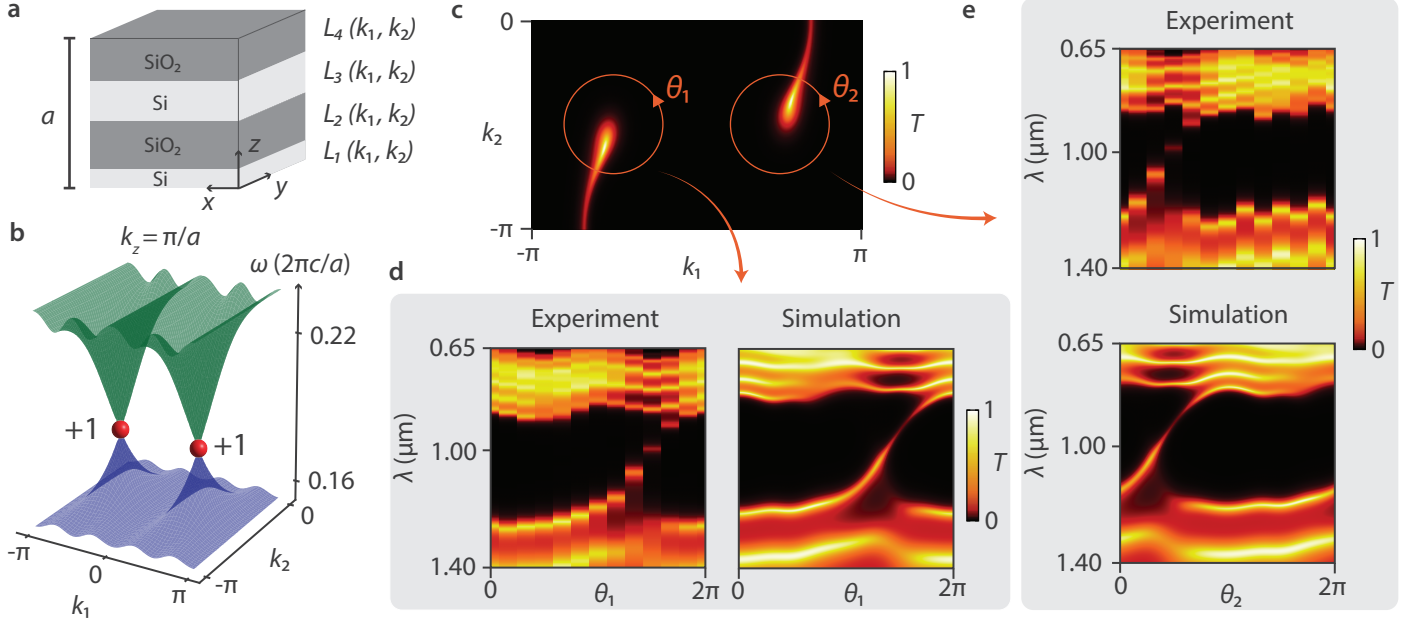 a
SiO₂
Si
SiO₂
Si
a
z
y
x
L₄ (k₁, k₂)
L₃ (k₁, k₂)
L₂ (k₁, k₂)
L₁ (k₁, k₂)
b
k_z = π/a
ω (2πc/a)
0.22
0.16
+1
+1
-π
0
π
k₁
-π
0
k₂
c
0
k₂
-π
-π
π
k₁
θ₁
θ₂
1
T
0
d
Experiment
Simulation
0.65
1.00
1.40
λ (μm)
0
θ₁
2π
0
θ₁
2π
1
T
0
e
Experiment
0.65
1.00
1.40
λ (μm)
1
T
0
Simulation
0.65
1.00
1.40
λ (μm)
0
θ₂
2π